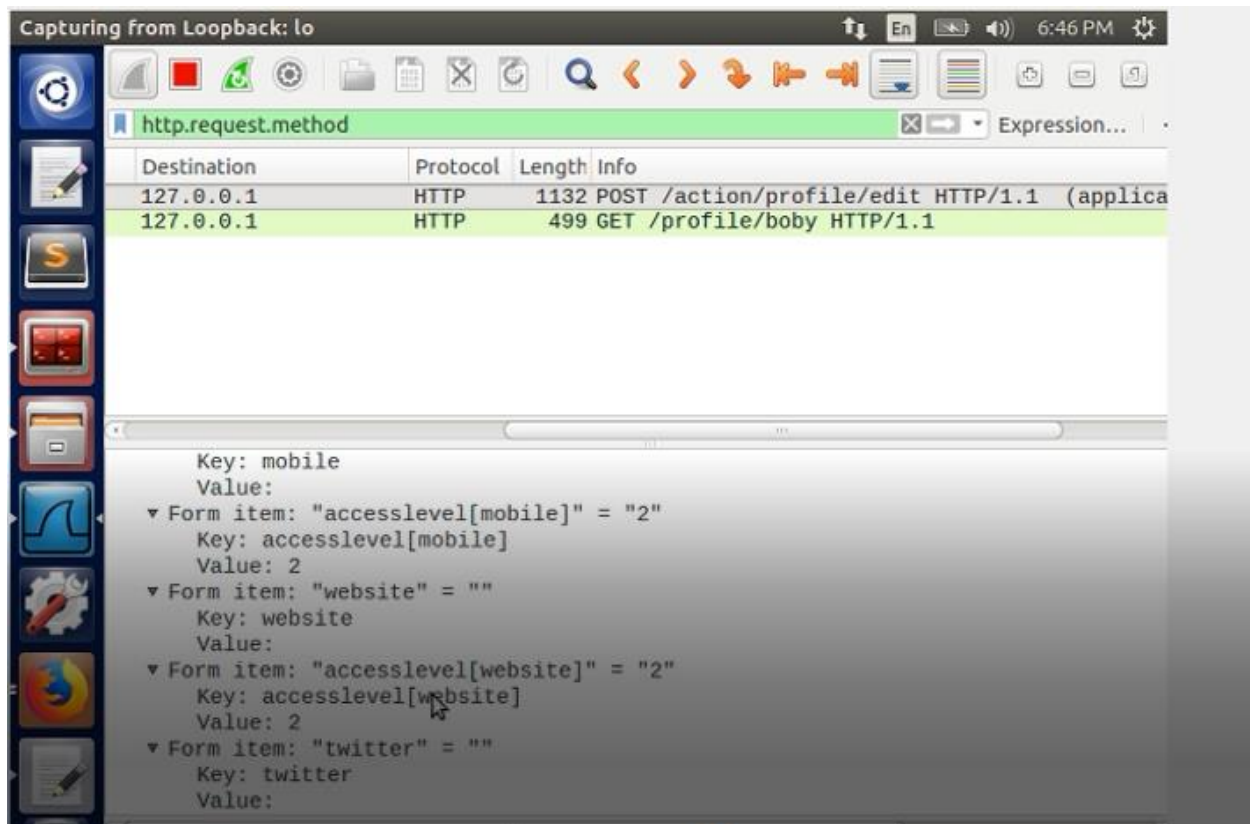 Capturing from Loopback: lo
En
6:46 PM
http.request.method
Expression...
Destination Protocol Length Info
127.0.0.1 HTTP 1132 POST /action/profile/edit HTTP/1.1 (applica
127.0.0.1 HTTP 499 GET /profile/boby HTTP/1.1
Key: mobile
Value:
▾ Form item: "accesslevel[mobile]" = "2"
Key: accesslevel[mobile]
Value: 2
▾ Form item: "website" = ""
Key: website
Value:
▾ Form item: "accesslevel[website]" = "2"
Key: accesslevel[website]
Value: 2
▾ Form item: "twitter" = ""
Key: twitter
Value: